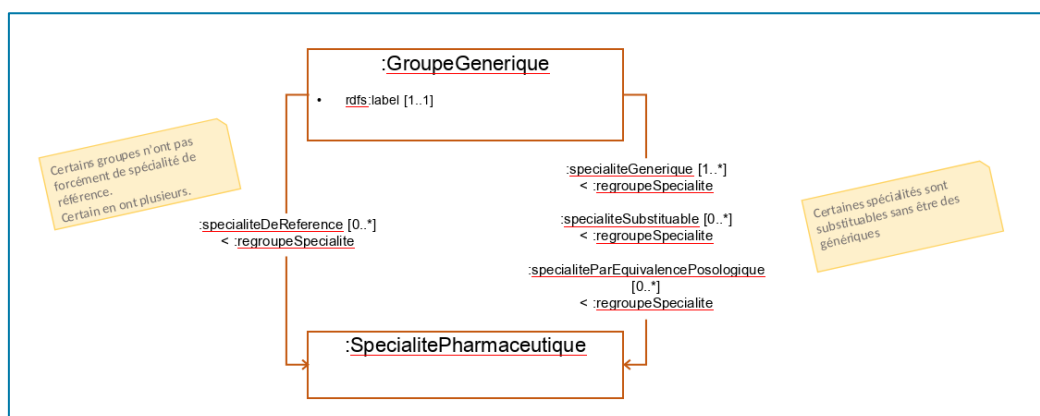 :GroupeGenerique
• rdfs:label [1..1]
Certains groupes n'ont pas
forcément de spécialité de
référence.
Certain en ont plusieurs.
:specialiteDeReference [0..*]
< :regroupeSpecialite
:specialiteGenerique [1..*]
< :regroupeSpecialite
:specialiteSubstituable [0..*]
< :regroupeSpecialite
:specialiteParEquivalencePosologique
[0..*]
< :regroupeSpecialite
Certaines spécialités sont
substituables sans être des
génériques
:SpecialitePharmaceutique